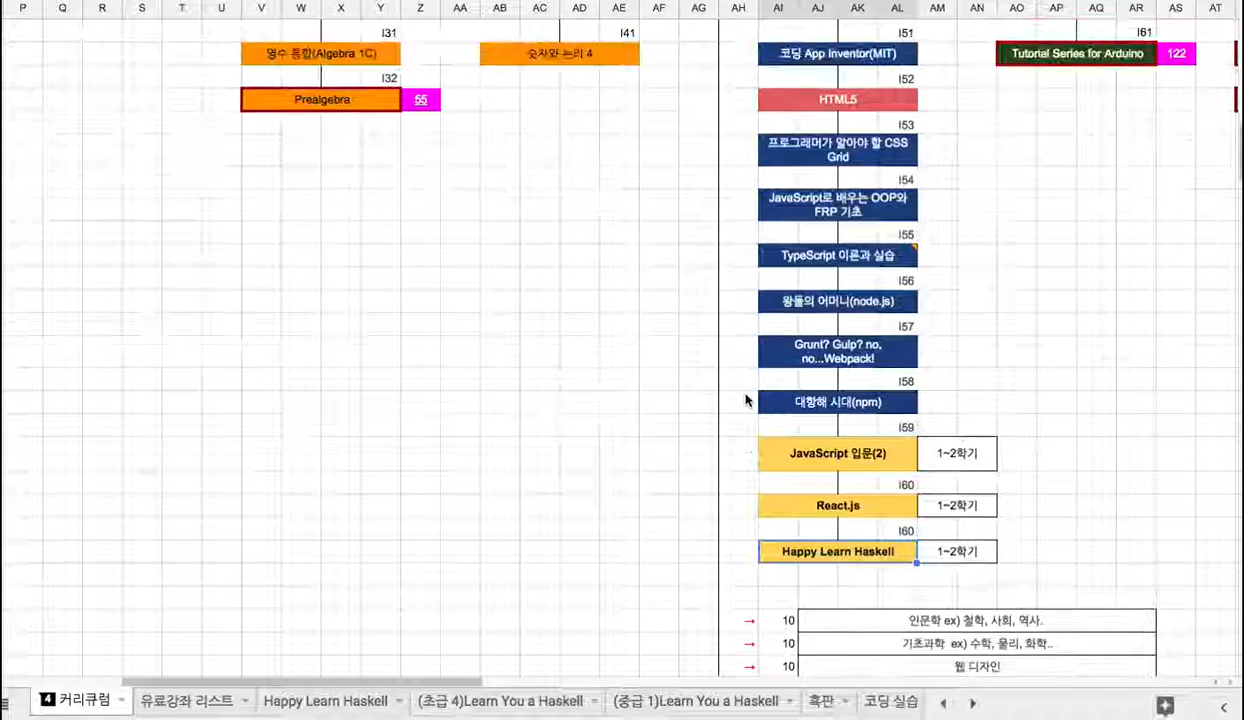 P Q R S T U V W X Y Z AA AB AC AD AE AF AG AH AI AJ AK AL AM AN AO AP AQ AR AS AT
I31 I41 I51 I61
명수 통합(Algebra 1C) 숫자와 논리 4 코딩 App Inventor(MIT) Tutorial Series for Arduino 122
I32 I52
Prealgebra 55 HTML5
I53
프로그래머가 알아야 할 CSS
Grid
I54
JavaScript로 배우는 OOP와
FRP 기초
I55
TypeScript 이론과 실습
I56
왕들의 어머니(node.js)
I57
Grunt? Gulp? no,
no...Webpack!
I58
대항해 시대(npm)
I59
JavaScript 입문(2) 1~2학기
I60
React.js 1~2학기
I60
Happy Learn Haskell 1~2학기
→ 10 인문학 ex) 철학, 사회, 역사.
→ 10 기초과학 ex) 수학, 물리, 화학..
→ 10 웹 디자인
4 커리큐럼 유료강좌 리스트 Happy Learn Haskell (초급 4)Learn You a Haskell (중급 1)Learn You a Haskell 흑판 코딩 실습